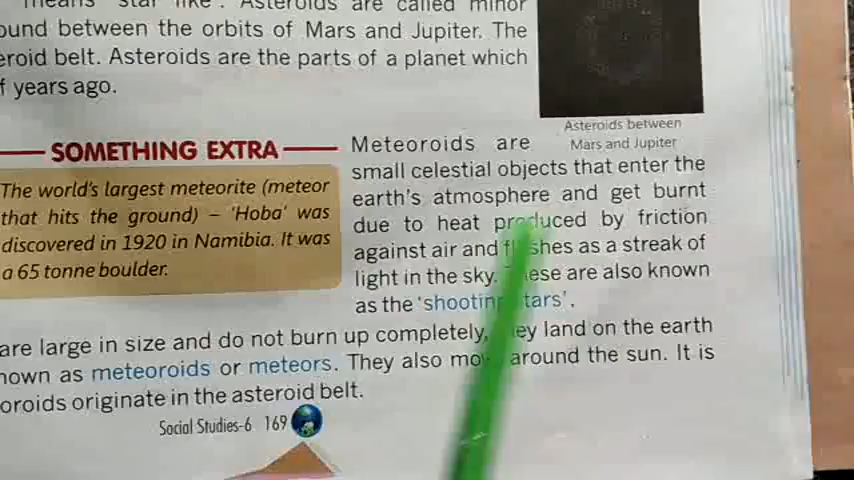 means 'star like'. Asteroids are called minor
ound between the orbits of Mars and Jupiter. The
eroid belt. Asteroids are the parts of a planet which
f years ago.
Asteroids between
Mars and Jupiter
SOMETHING EXTRA
The world's largest meteorite (meteor
that hits the ground) – 'Hoba' was
discovered in 1920 in Namibia. It was
a 65 tonne boulder.
Meteoroids are
small celestial objects that enter the
earth's atmosphere and get burnt
due to heat produced by friction
against air and flashes as a streak of
light in the sky. These are also known
as the 'shooting stars'.
are large in size and do not burn up completely, they land on the earth
nown as meteoroids or meteors. They also move around the sun. It is
oroids originate in the asteroid belt.
Social Studies-6 169